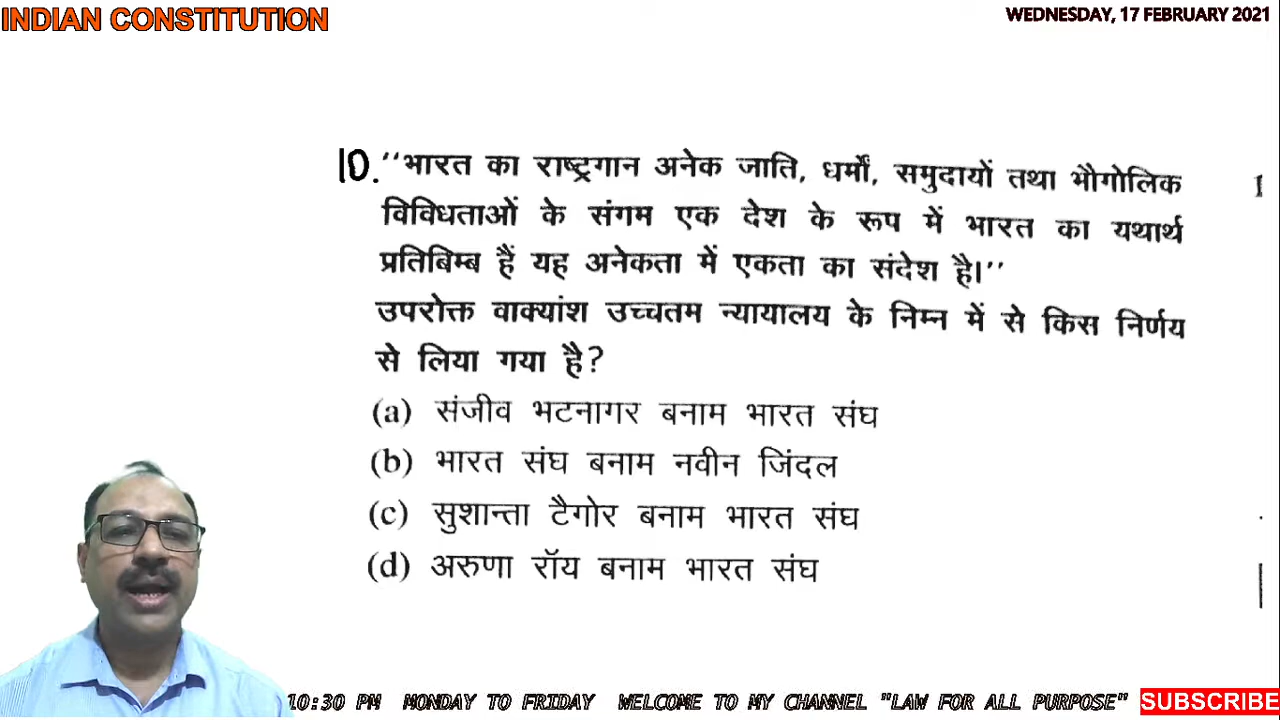 INDIAN CONSTITUTION
WEDNESDAY, 17 FEBRUARY 2021
10. ''भारत का राष्ट्रगान अनेक जाति, धर्मों, समुदायों तथा भौगोलिक
विविधताओं के संगम एक देश के रूप में भारत का यथार्थ
प्रतिबिम्ब हैं यह अनेकता में एकता का संदेश है।''
उपरोक्त वाक्यांश उच्चतम न्यायालय के निम्न में से किस निर्णय
से लिया गया है?
(a) संजीव भटनागर बनाम भारत संघ
(b) भारत संघ बनाम नवीन जिंदल
(c) सुशान्ता टैगोर बनाम भारत संघ
(d) अरुणा रॉय बनाम भारत संघ
10:30 PM MONDAY TO FRIDAY WELCOME TO MY CHANNEL "LAW FOR ALL PURPOSE"
SUBSCRIBE